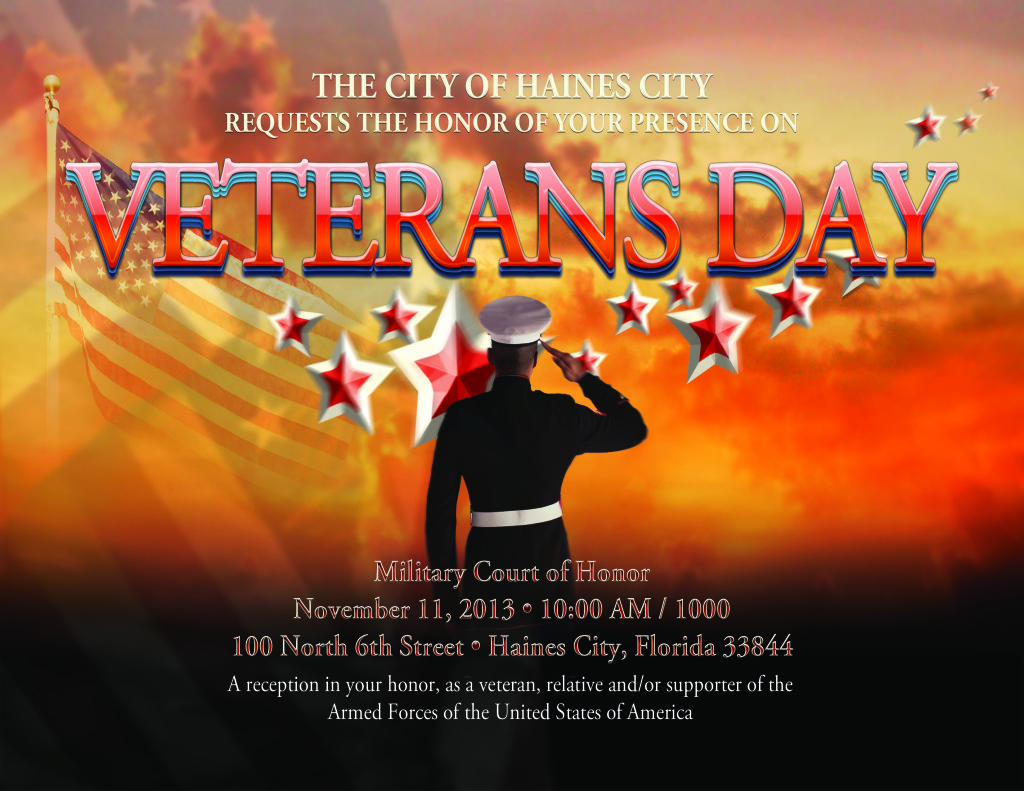 THE CITY OF HAINES CITY
REQUESTS THE HONOR OF YOUR PRESENCE ON
VETERANS DAY
Military Court of Honor
November 11, 2013 • 10:00 AM / 1000
100 North 6th Street • Haines City, Florida 33844
A reception in your honor, as a veteran, relative and/or supporter of the
Armed Forces of the United States of America